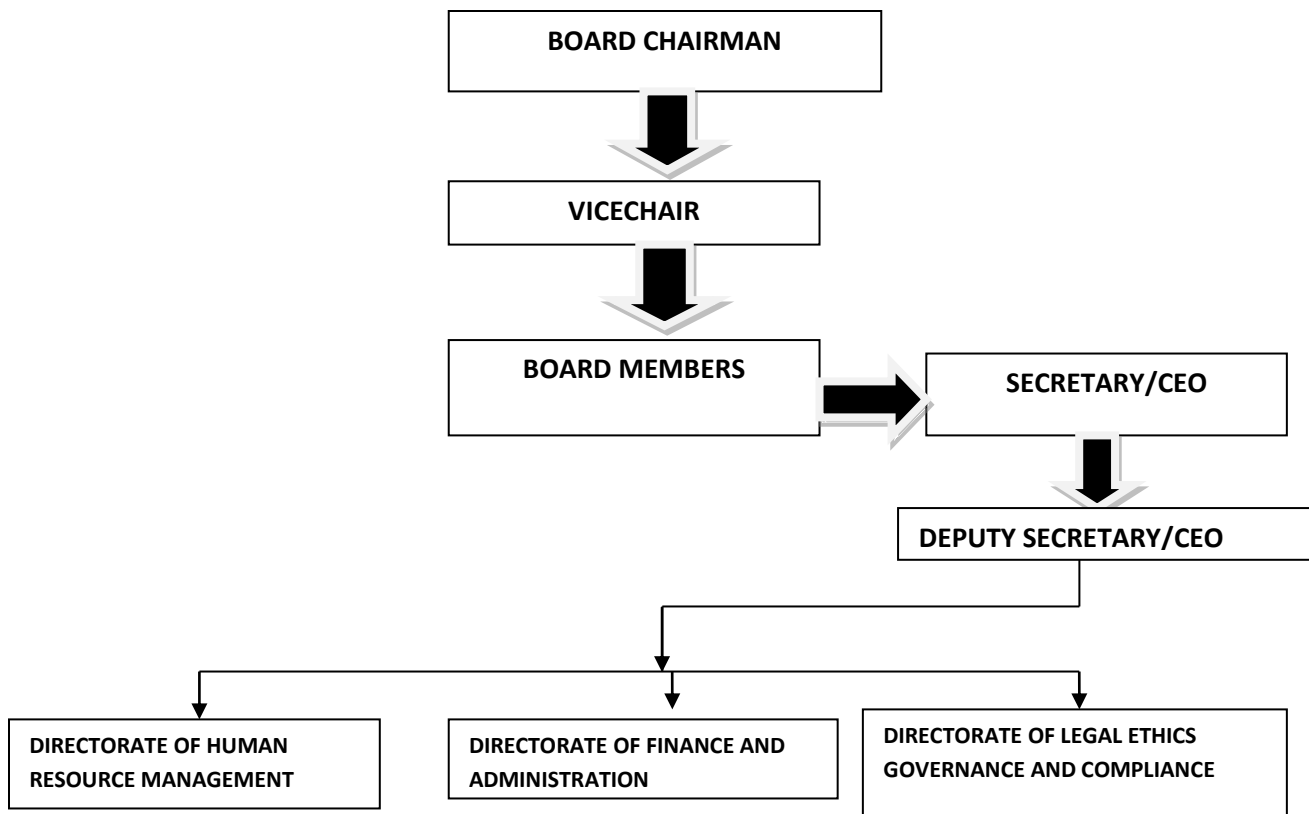 BOARD CHAIRMAN
VICECHAIR
BOARD MEMBERS
SECRETARY/CEO
DEPUTY SECRETARY/CEO
DIRECTORATE OF HUMAN
RESOURCE MANAGEMENT
DIRECTORATE OF FINANCE AND
ADMINISTRATION
DIRECTORATE OF LEGAL ETHICS
GOVERNANCE AND COMPLIANCE